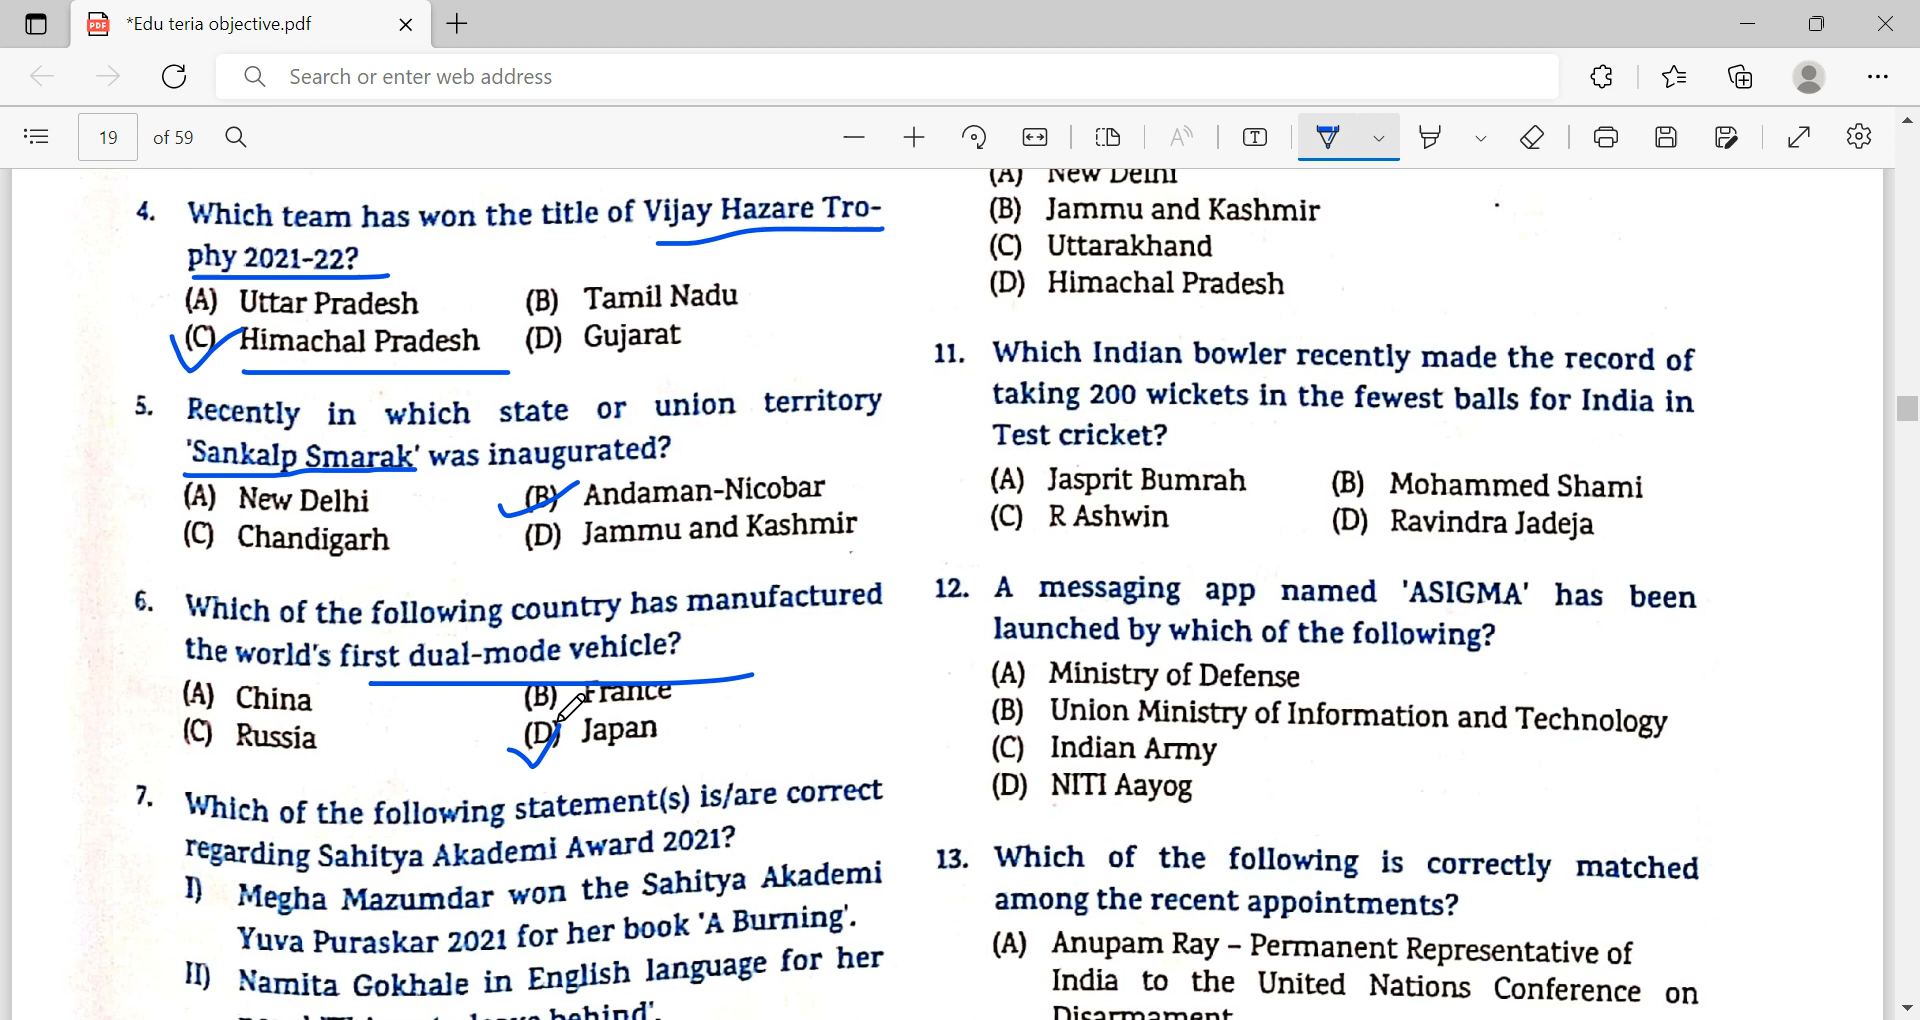 *Edu teria objective.pdf
Search or enter web address
19 of 59
4. Which team has won the title of Vijay Hazare Tro-
phy 2021-22?
(A) Uttar Pradesh (B) Tamil Nadu
(C) Himachal Pradesh (D) Gujarat
5. Recently in which state or union territory
'Sankalp Smarak' was inaugurated?
(A) New Delhi (B) Andaman-Nicobar
(C) Chandigarh (D) Jammu and Kashmir
6. Which of the following country has manufactured
the world's first dual-mode vehicle?
(A) China (B) France
(C) Russia (D) Japan
7. Which of the following statement(s) is/are correct
regarding Sahitya Akademi Award 2021?
I) Megha Mazumdar won the Sahitya Akademi
Yuva Puraskar 2021 for her book 'A Burning'.
II) Namita Gokhale in English language for her
behind'.
(A) New Delhi
(B) Jammu and Kashmir
(C) Uttarakhand
(D) Himachal Pradesh
11. Which Indian bowler recently made the record of
taking 200 wickets in the fewest balls for India in
Test cricket?
(A) Jasprit Bumrah (B) Mohammed Shami
(C) R Ashwin (D) Ravindra Jadeja
12. A messaging app named 'ASIGMA' has been
launched by which of the following?
(A) Ministry of Defense
(B) Union Ministry of Information and Technology
(C) Indian Army
(D) NITI Aayog
13. Which of the following is correctly matched
among the recent appointments?
(A) Anupam Ray – Permanent Representative of
India to the United Nations Conference on
Disarmament